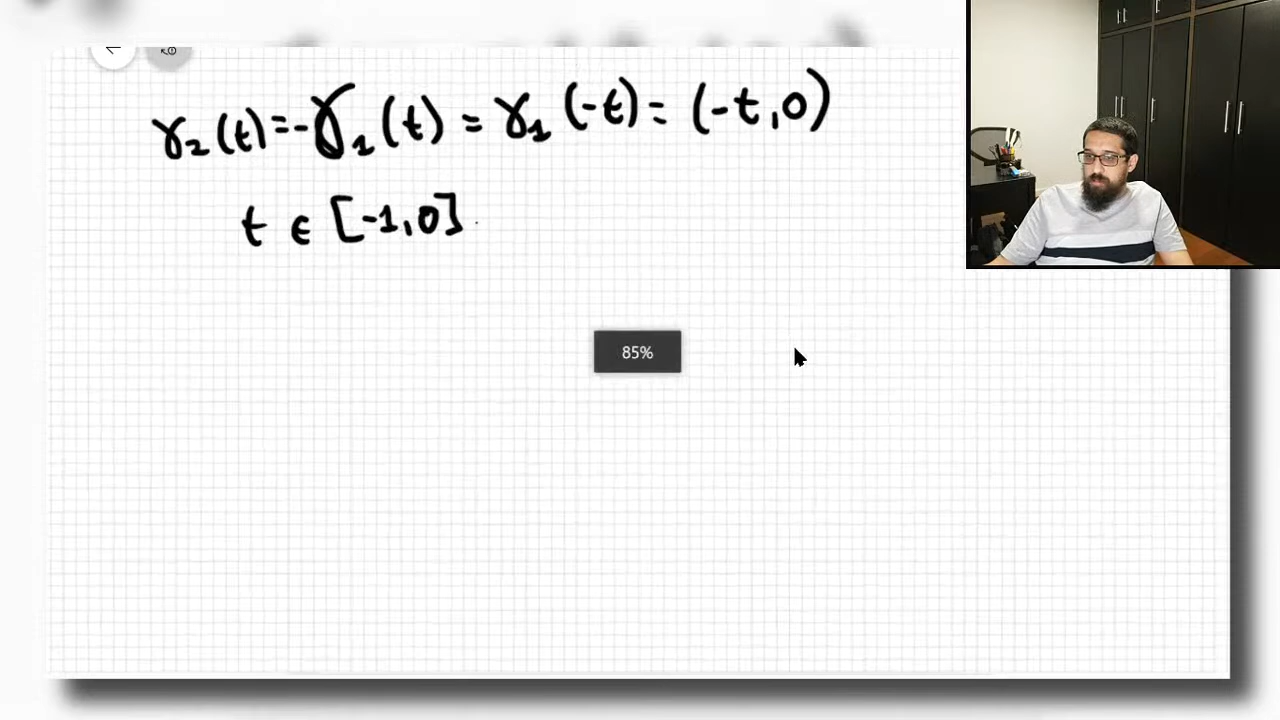 γ₂(t)=-γ₁(t) = γ₁(-t) = (-t,0)
t ∈ [-1,0].
85%